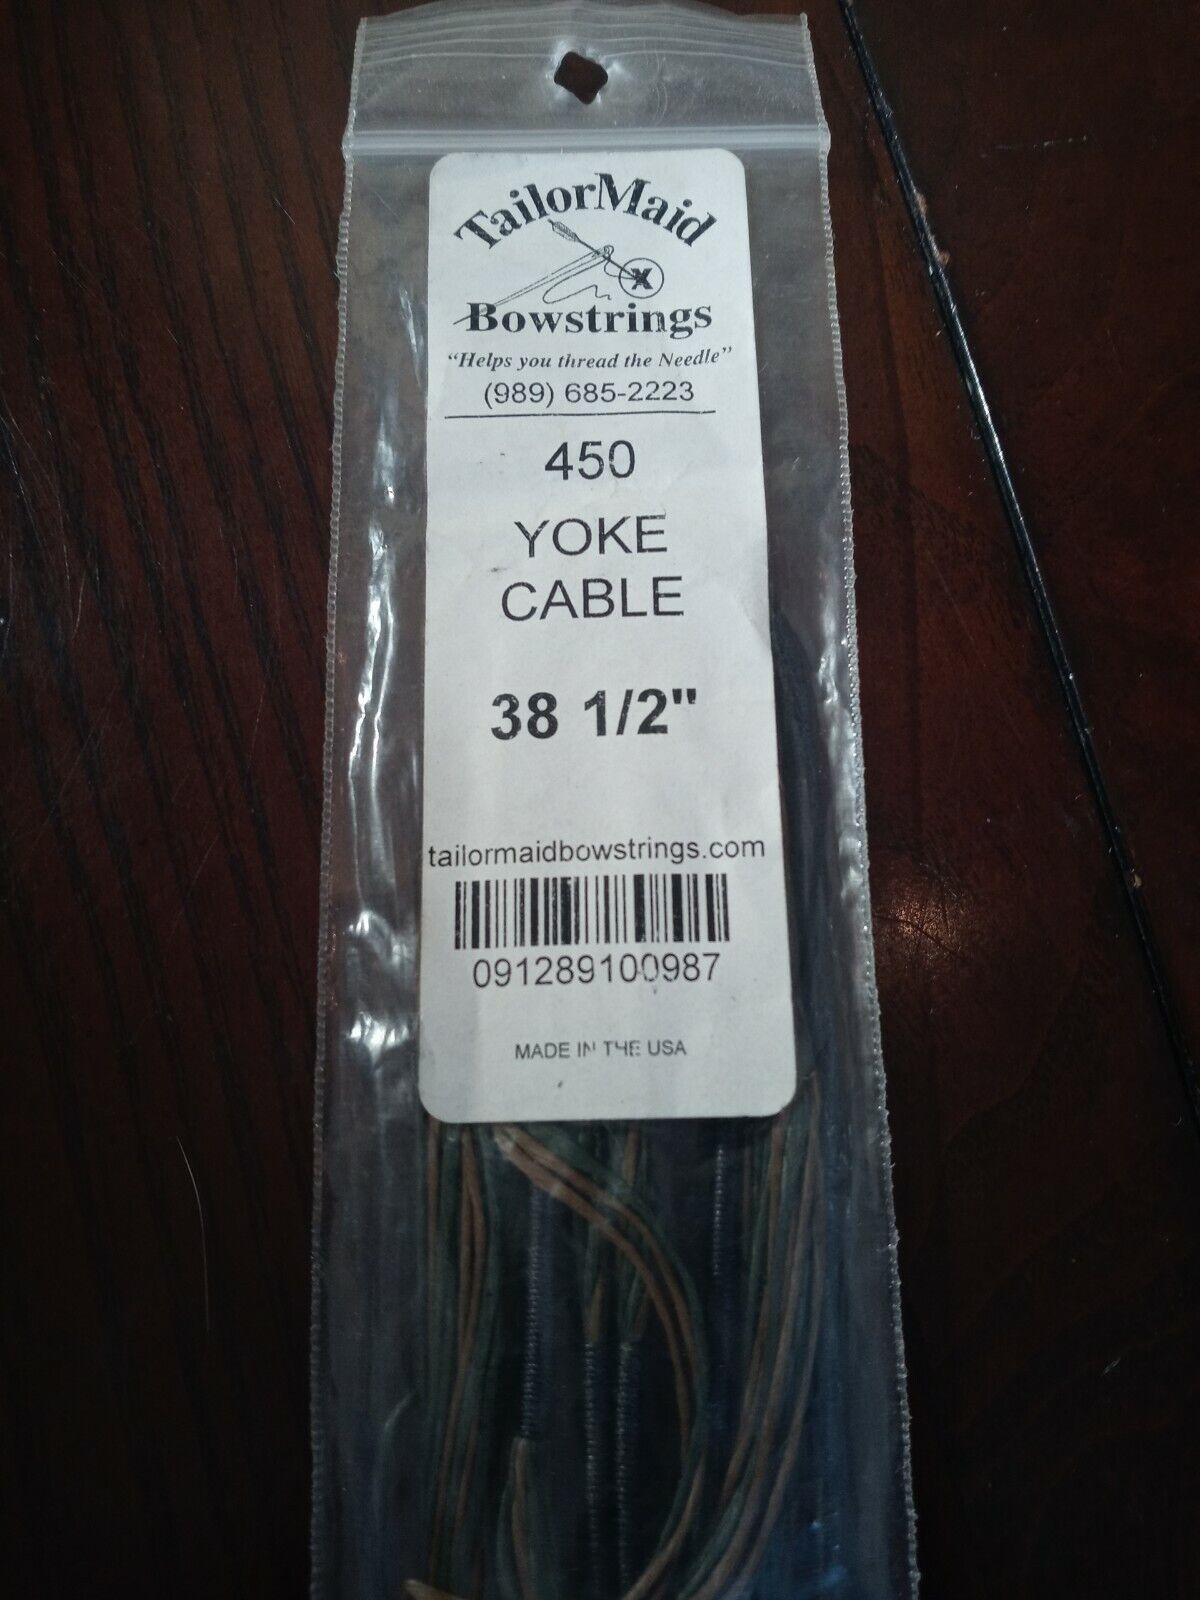 TailorMaid
X
Bowstrings
"Helps you thread the Needle"
(989) 685-2223
450
YOKE
CABLE
38 1/2"
tailormaidbowstrings.com
091289100987
MADE IN THE USA